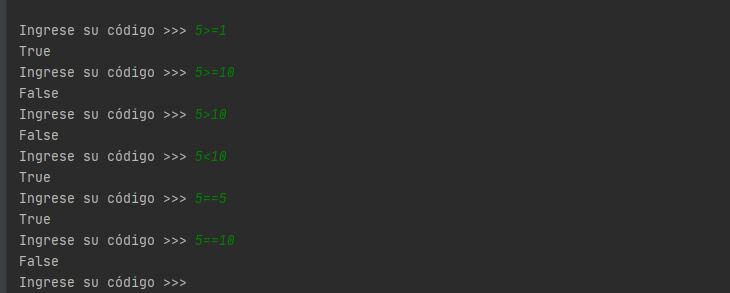 Ingrese su código >>> 5>=1
True
Ingrese su código >>> 5>=10
False
Ingrese su código >>> 5>10
False
Ingrese su código >>> 5<10
True
Ingrese su código >>> 5==5
True
Ingrese su código >>> 5==10
False
Ingrese su código >>>